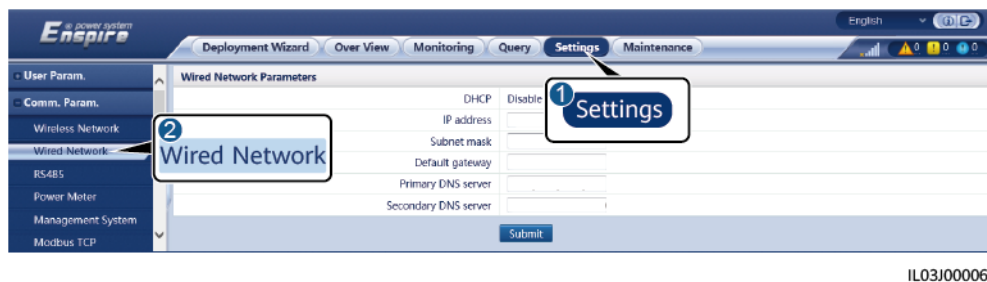 English
Enspire
e power system
Deployment Wizard Over View Monitoring Query Settings Maintenance
0 0 0
User Param.
Comm. Param.
Wireless Network
Wired Network
RS485
Power Meter
Management System
Modbus TCP
Wired Network Parameters
DHCP Disable
IP address
Subnet mask
Default gateway
Primary DNS server
Secondary DNS server
Submit
1 Settings
2 Wired Network
IL03J00006